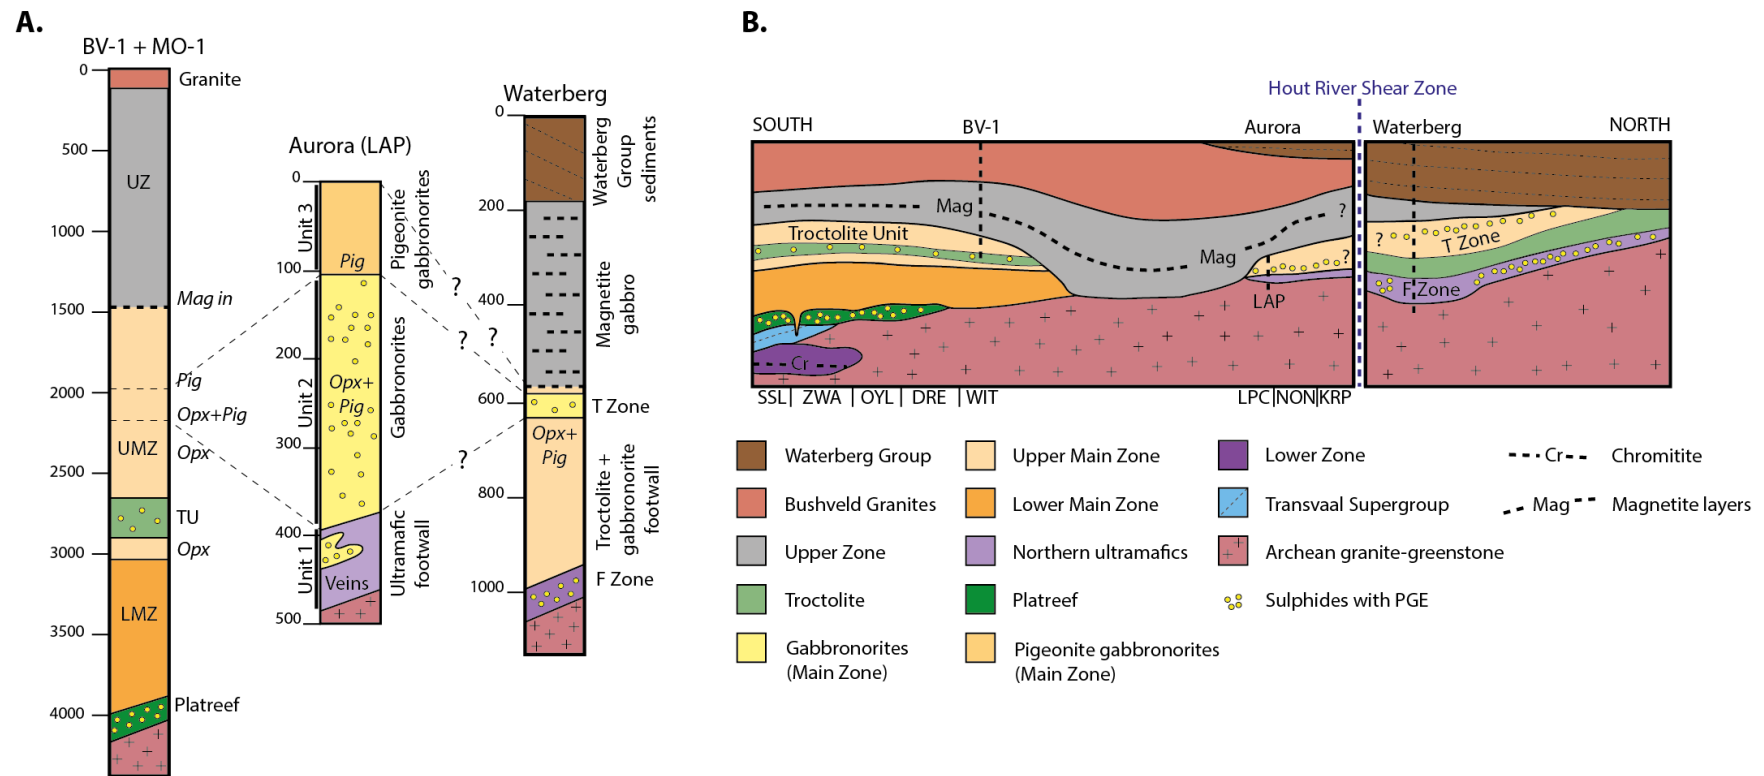 A.
BV-1 + MO-1
0
500
1000
1500
2000
2500
3000
3500
4000
Granite
UZ
Mag in
Pig
Opx+Pig
UMZ
Opx
TU
Opx
LMZ
Platreef
Aurora (LAP)
0
100
200
300
400
500
Unit 3
Unit 2
Unit 1
Pig
Opx+
Pig
Veins
Pigeonite
gabbronorites
Gabbronorites
Ultramafic
footwall
?
?
?
?
Waterberg
0
200
400
600
800
1000
Waterberg
Group
sediments
Magnetite
gabbro
T Zone
Opx+
Pig
Troctolite +
gabbronorite
footwall
F Zone
B.
Hout River Shear Zone
SOUTH
BV-1
Aurora
Waterberg
NORTH
Mag
?
Troctolite Unit
Mag
?
LAP
Cr
?
T Zone
F Zone
SSL
ZWA
OYL
DRE
WIT
LPC
NON
KRP
Waterberg Group
Bushveld Granites
Upper Zone
Troctolite
Gabbronorites
(Main Zone)
Upper Main Zone
Lower Main Zone
Northern ultramafics
Platreef
Pigeonite gabbronorites
(Main Zone)
Lower Zone
Transvaal Supergroup
Archean granite-greenstone
Sulphides with PGE
Cr
Chromitite
Mag
Magnetite layers